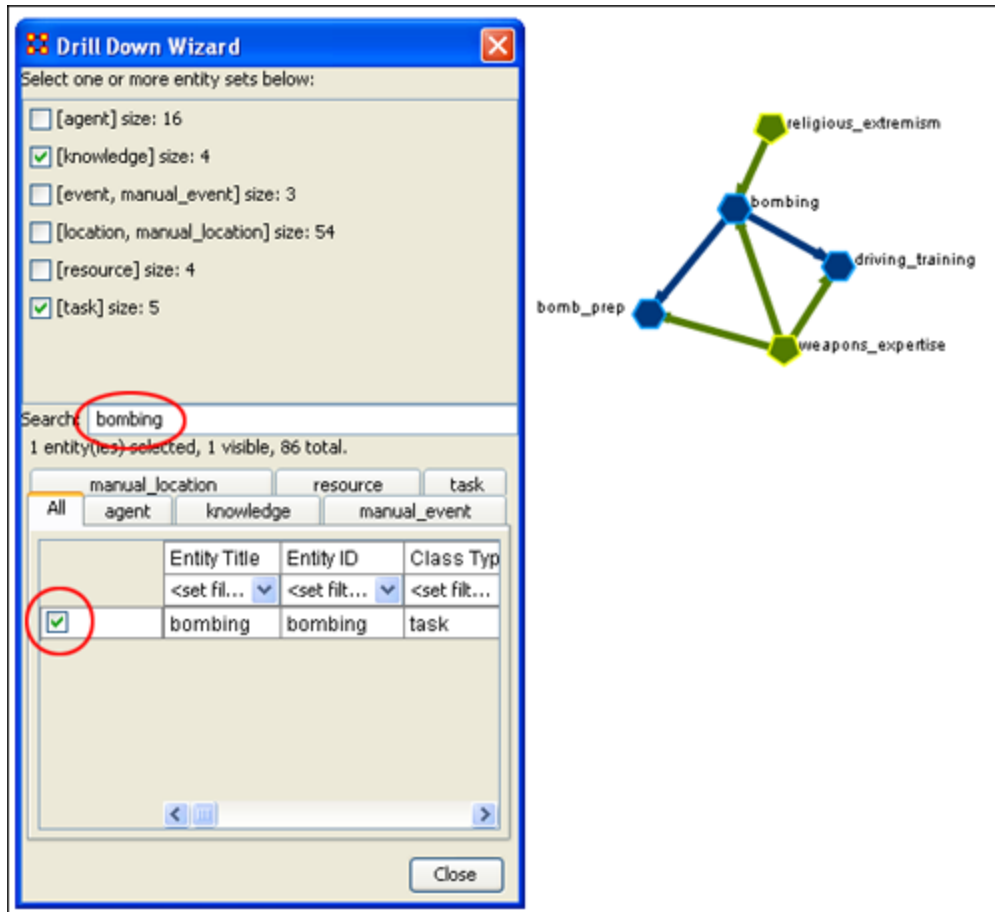 Drill Down Wizard
Select one or more entity sets below:
[agent] size: 16
[knowledge] size: 4
[event, manual_event] size: 3
[location, manual_location] size: 54
[resource] size: 4
[task] size: 5
Search: bombing
1 entity(ies) selected, 1 visible, 86 total.
manual_location resource task
All agent knowledge manual_event
Entity Title Entity ID Class Typ
<set fil... <set filt... <set filt...
bombing bombing task
Close
religious_extremism
bombing
driving_training
bomb_prep
weapons_expertise